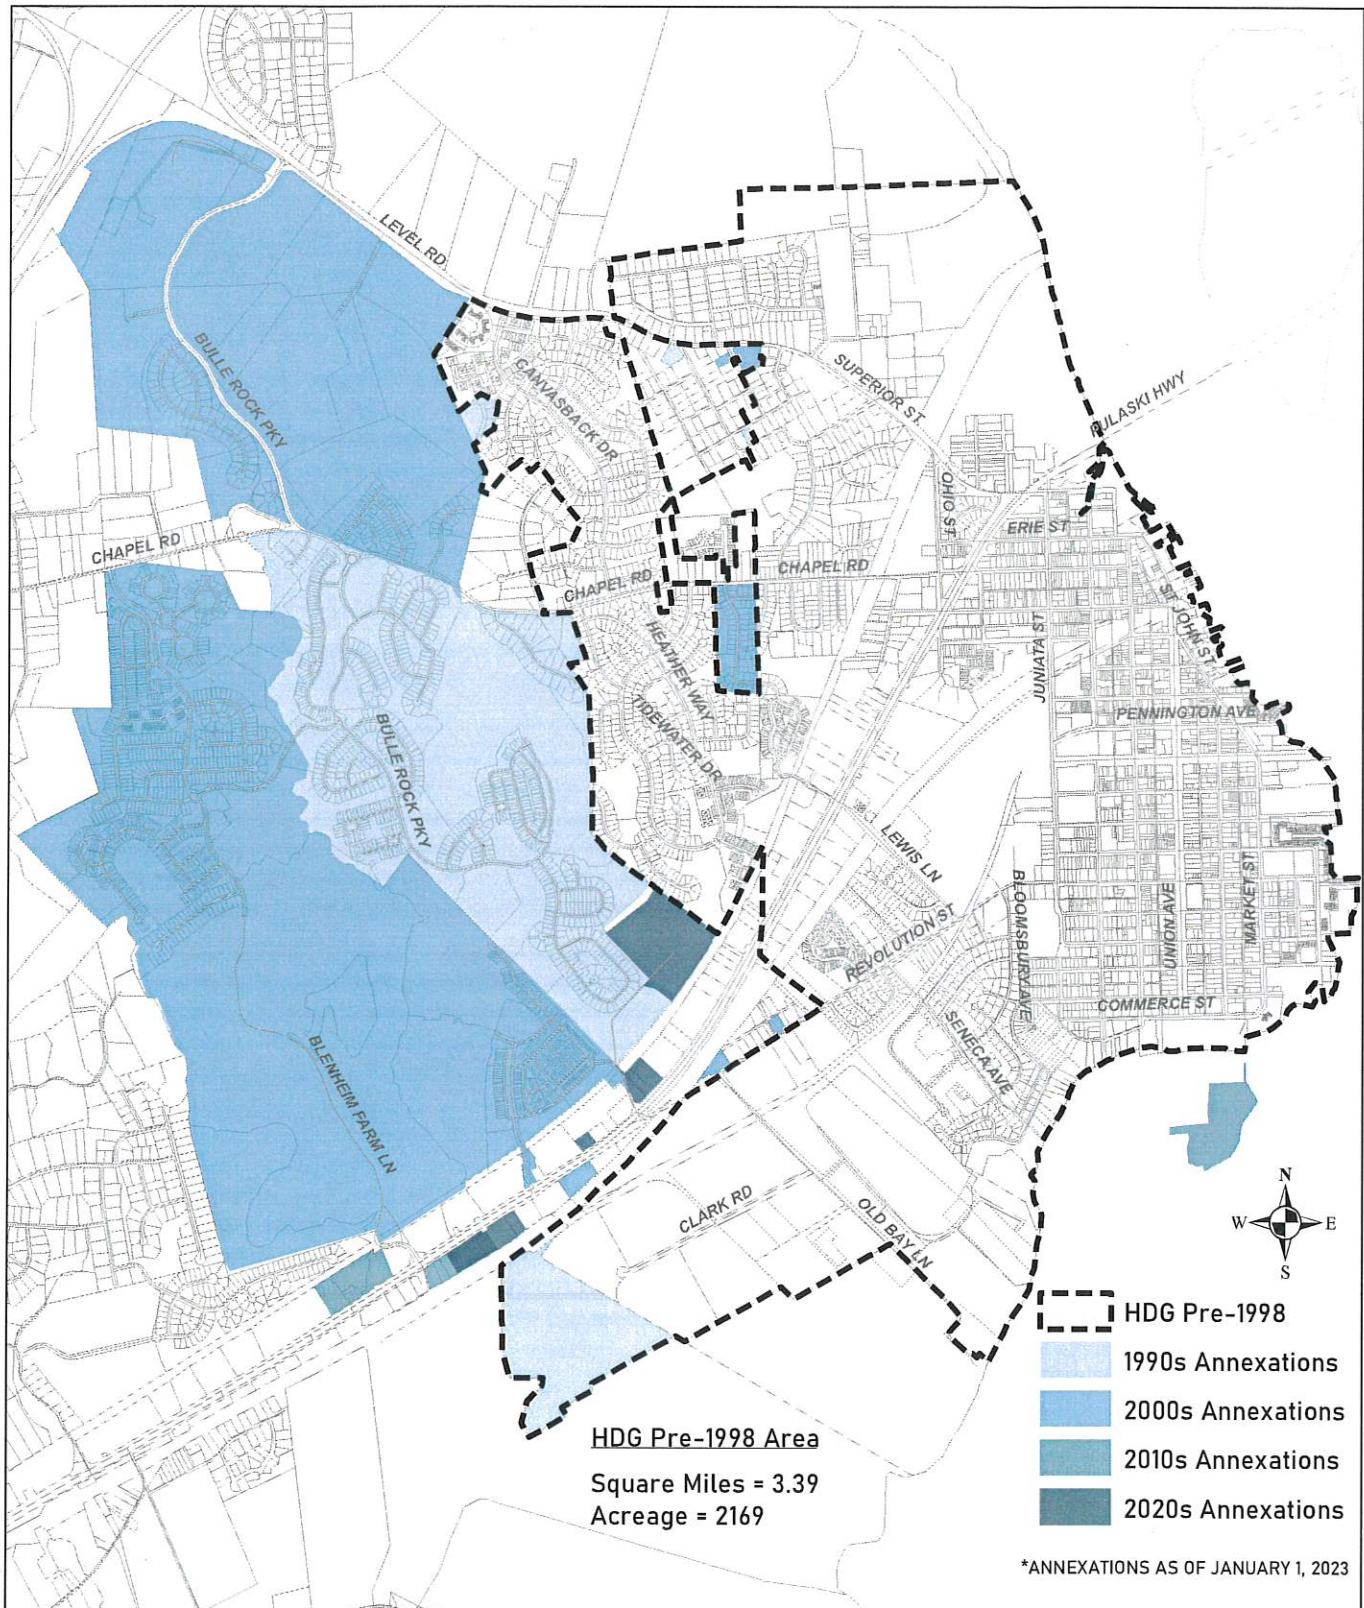 LEVEL RD
BULLE ROCK PKY
CANVASBACK DR
SUPERIOR ST
PULASKI HWY
OHIO ST
ERIE ST
CHAPEL RD
CHAPEL RD
CHAPEL RD
ST JOHN ST
JUNIATA ST
HEATHER WAY
TIDEWATER DR
PENNINGTON AVE
BULLE ROCK PKY
LEWIS LN
BLOOMSBURY AVE
UNION AVE
MARKET ST
REVOLUTION ST
COMMERCE ST
SENECA AVE
BLENHEIM FARM LN
CLARK RD
OLD BAY LN
N
W E
S
HDG Pre-1998
1990s Annexations
2000s Annexations
2010s Annexations
2020s Annexations
HDG Pre-1998 Area
Square Miles = 3.39
Acreage = 2169
*ANNEXATIONS AS OF JANUARY 1, 2023